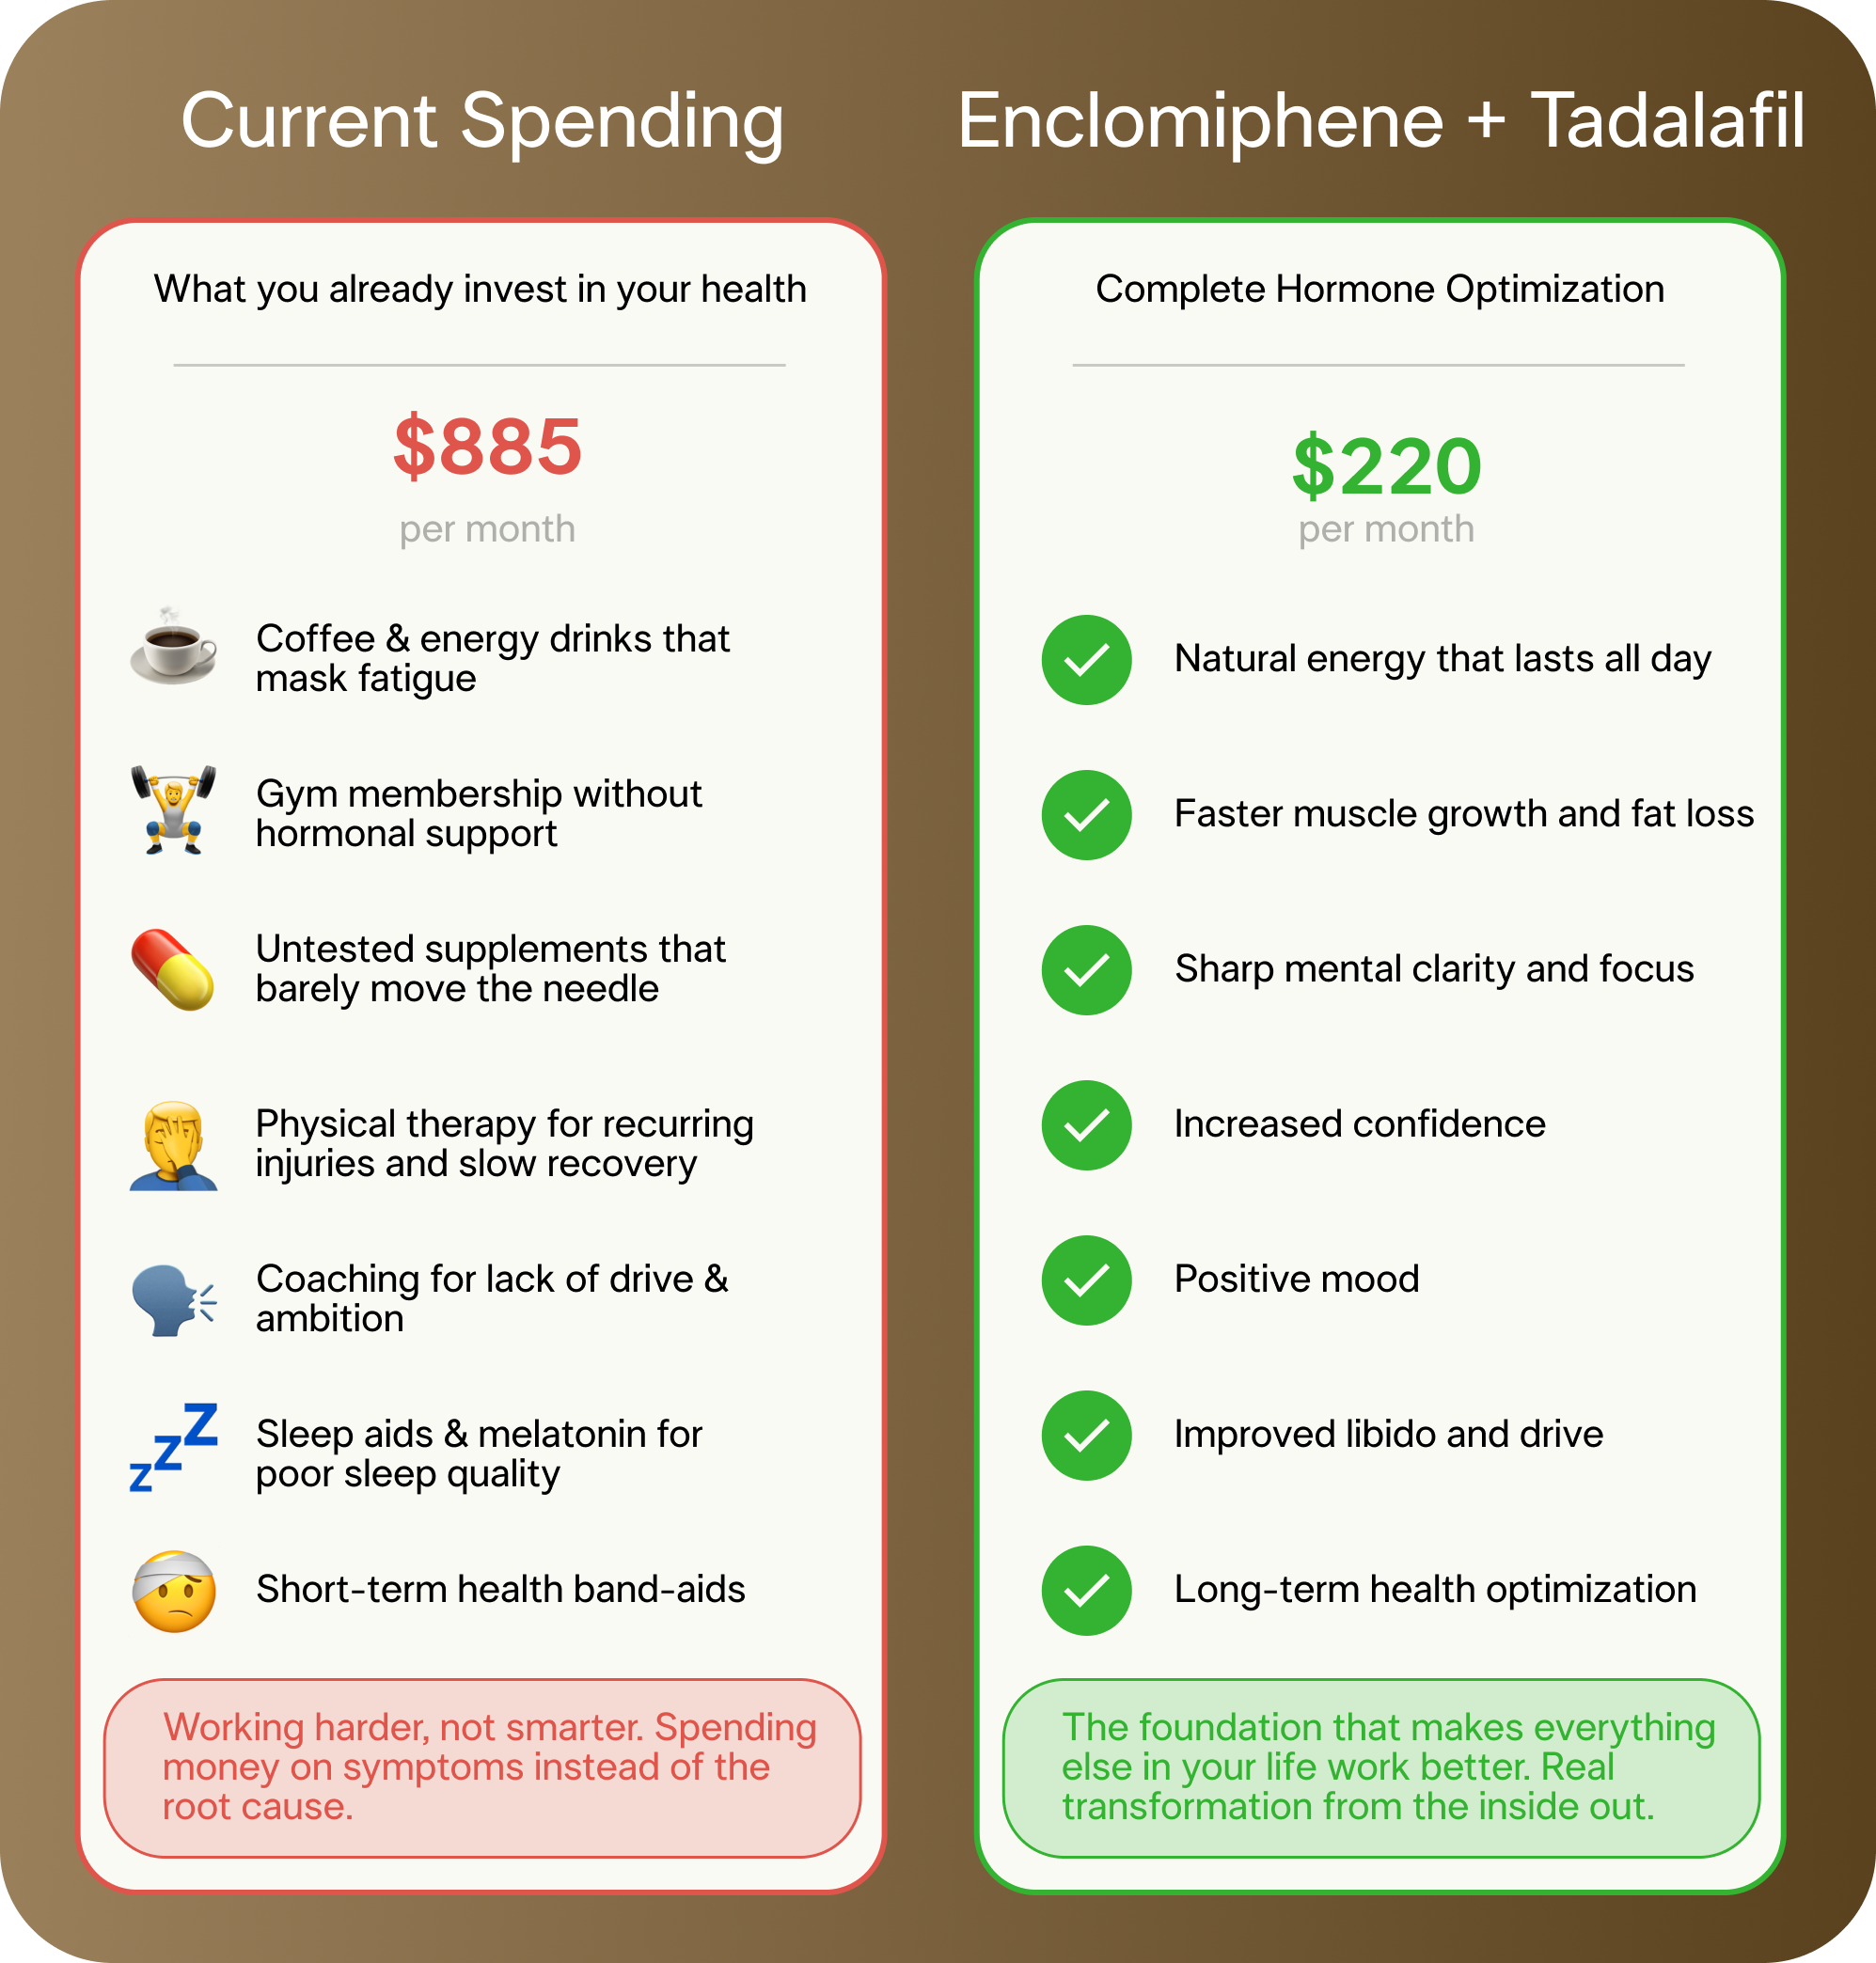 Current Spending
What you already invest in your health
$885
per month
Coffee & energy drinks that
mask fatigue
Gym membership without
hormonal support
Untested supplements that
barely move the needle
Physical therapy for recurring
injuries and slow recovery
Coaching for lack of drive &
ambition
Sleep aids & melatonin for
poor sleep quality
Short-term health band-aids
Working harder, not smarter. Spending
money on symptoms instead of the
root cause.
Enclomiphene + Tadalafil
Complete Hormone Optimization
$220
per month
Natural energy that lasts all day
Faster muscle growth and fat loss
Sharp mental clarity and focus
Increased confidence
Positive mood
Improved libido and drive
Long-term health optimization
The foundation that makes everything
else in your life work better. Real
transformation from the inside out.